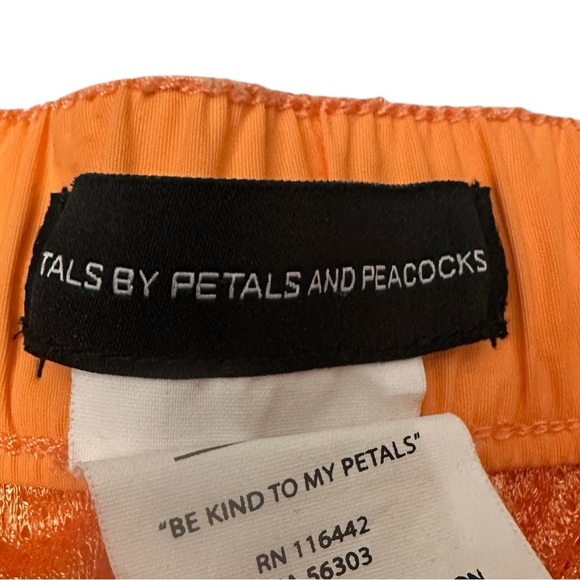 TALS BY PETALS AND PEACOCKS
"BE KIND TO MY PETALS"
RN 116442
56303